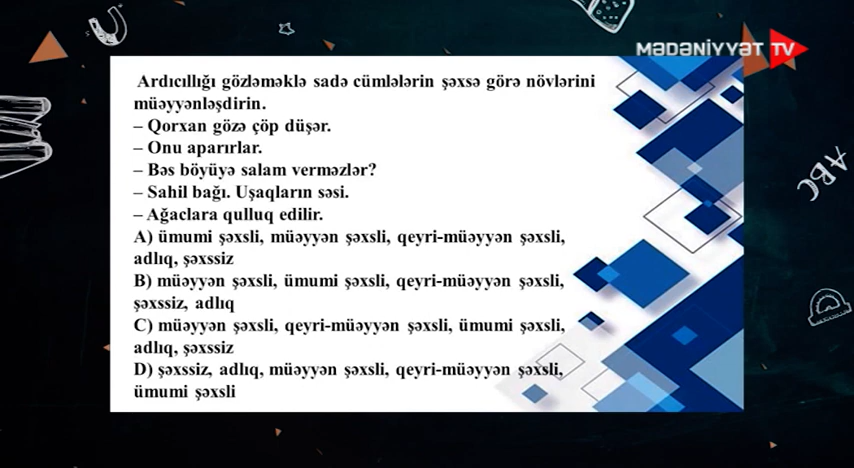 MƏDƏNİYYƏT TV
Ardıcıllığı gözləməklə sadə cümlələrin şəxsə görə növlərini
müəyyənləşdirin.
– Qorxan gözə çöp düşər.
– Onu aparırlar.
– Bəs böyüyə salam verməzlər?
– Sahil bağı. Uşaqların səsi.
– Ağaclara qulluq edilir.
A) ümumi şəxsli, müəyyən şəxsli, qeyri-müəyyən şəxsli,
adlıq, şəxssiz
B) müəyyən şəxsli, ümumi şəxsli, qeyri-müəyyən şəxsli,
şəxssiz, adlıq
C) müəyyən şəxsli, qeyri-müəyyən şəxsli, ümumi şəxsli,
adlıq, şəxssiz
D) şəxssiz, adlıq, müəyyən şəxsli, qeyri-müəyyən şəxsli,
ümumi şəxsli
ABC